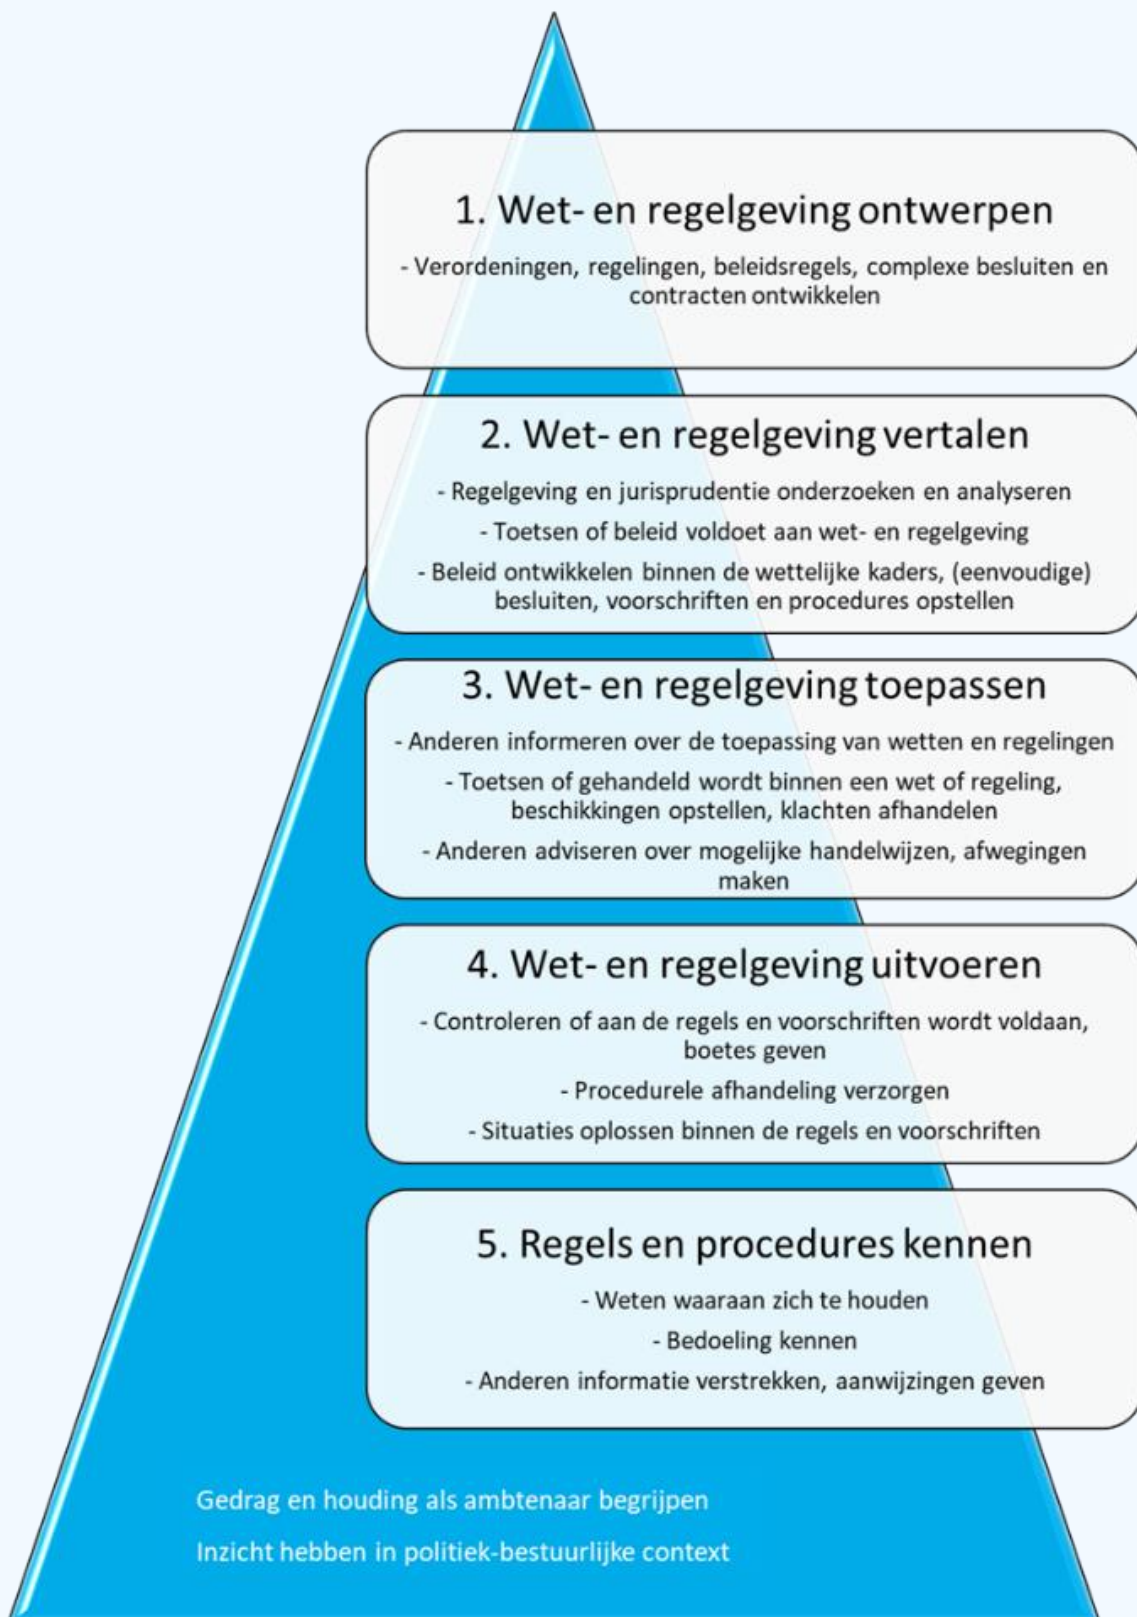 1. Wet- en regelgeving ontwerpen
- Verordeningen, regelingen, beleidsregels, complexe besluiten en
contracten ontwikkelen
2. Wet- en regelgeving vertalen
- Regelgeving en jurisprudentie onderzoeken en analyseren
- Toetsen of beleid voldoet aan wet- en regelgeving
- Beleid ontwikkelen binnen de wettelijke kaders, (eenvoudige)
besluiten, voorschriften en procedures opstellen
3. Wet- en regelgeving toepassen
- Anderen informeren over de toepassing van wetten en regelingen
- Toetsen of gehandeld wordt binnen een wet of regeling,
beschikkingen opstellen, klachten afhandelen
- Anderen adviseren over mogelijke handelwijzen, afwegingen
maken
4. Wet- en regelgeving uitvoeren
- Controleren of aan de regels en voorschriften wordt voldaan,
boetes geven
- Procedurele afhandeling verzorgen
- Situaties oplossen binnen de regels en voorschriften
5. Regels en procedures kennen
- Weten waaraan zich te houden
- Bedoeling kennen
- Anderen informatie verstrekken, aanwijzingen geven
Gedrag en houding als ambtenaar begrijpen
Inzicht hebben in politiek-bestuurlijke context